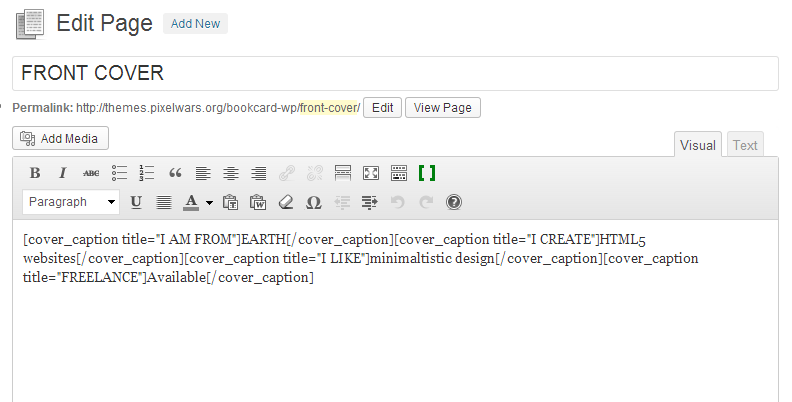 Edit Page Add New
FRONT COVER
Permalink: http://themes.pixelwars.org/bookcard-wp/front-cover/ Edit View Page
Add Media
Visual Text
B I ABC
Paragraph U A Ω ?
[cover_caption title="I AM FROM"]EARTH[/cover_caption][cover_caption title="I CREATE"]HTML5
websites[/cover_caption][cover_caption title="I LIKE"]minimaltistic design[/cover_caption][cover_caption
title="FREELANCE"]Available[/cover_caption]